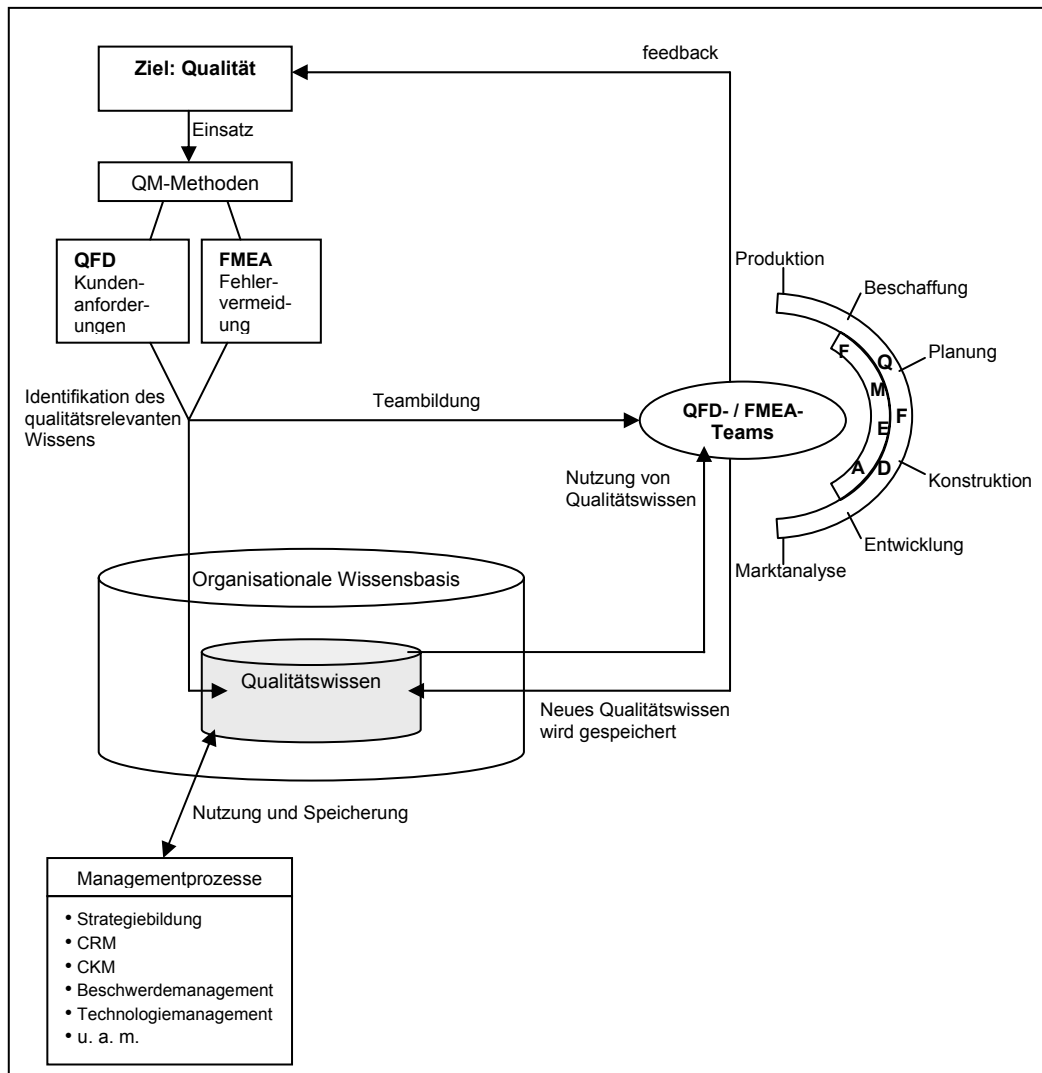 feedback
Ziel: Qualität
Einsatz
QM-Methoden
QFD
Kunden-
anforder-
ungen
FMEA
Fehler-
vermeid-
ung
Produktion
Beschaffung
Planung
Konstruktion
Entwicklung
Marktanalyse
Q
F
D
F
M
E
A
Identifikation des
qualitätsrelevanten
Wissens
Teambildung
QFD- / FMEA-
Teams
Nutzung von
Qualitätswissen
Organisationale Wissensbasis
Qualitätswissen
Neues Qualitätswissen
wird gespeichert
Nutzung und Speicherung
Managementprozesse
• Strategiebildung
• CRM
• CKM
• Beschwerdemanagement
• Technologiemanagement
• u. a. m.